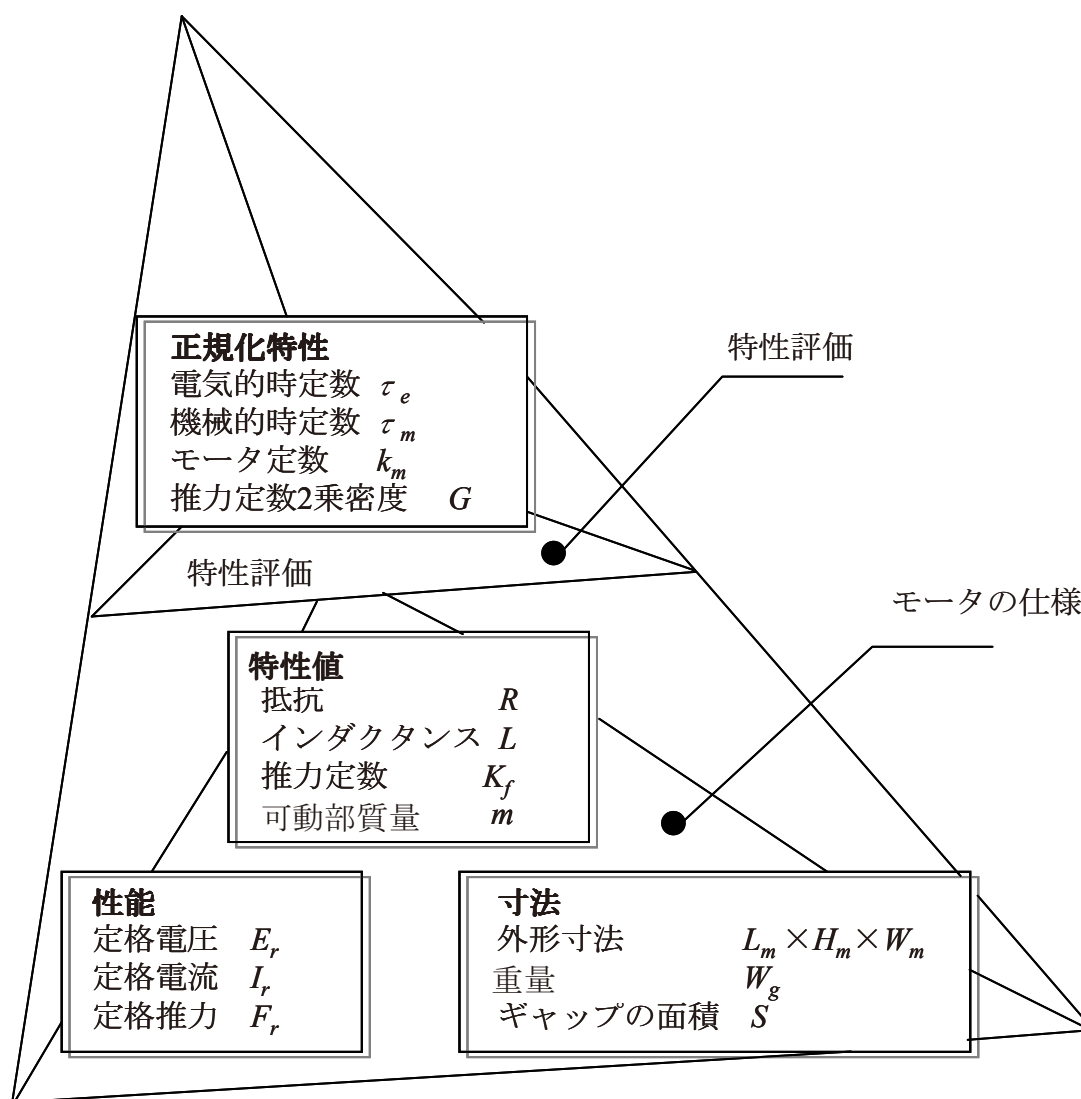 正規化特性
電気的時定数 τe
機械的時定数 τm
モータ定数 km
推力定数2乗密度 G
特性評価
特性評価
モータの仕様
特性値
抵抗 R
インダクタンス L
推力定数 Kf
可動部質量 m
性能
定格電圧 Er
定格電流 Ir
定格推力 Fr
寸法
外形寸法 Lm×Hm×Wm
重量 Wg
ギャップの面積 S